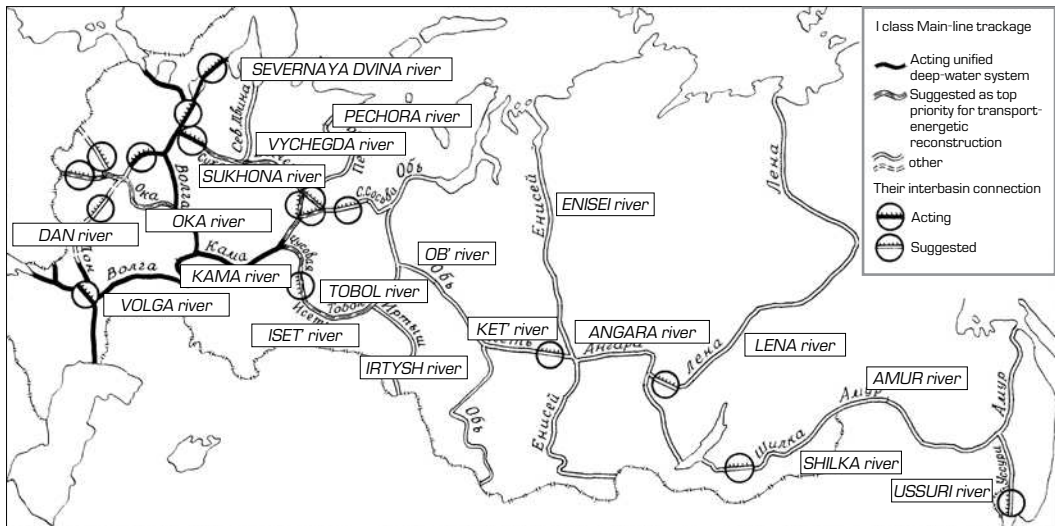 SEVERNAYA DVINA river
PECHORA river
VYCHEGDA river
SUKHONA river
OKA river
DAN river
KAMA river
VOLGA river
TOBOL river
ISET' river
IRTYSH river
OB' river
KET' river
ENISEI river
ANGARA river
LENA river
AMUR river
SHILKA river
USSURI river
Сев Двина
Обь
С.Сосьва
Ока
Волга
Дон
Волга
Кама
Чусовая
Исеть
Иртыш
Обь
Обь
Енисей
Енисей
Ангара
Лена
Лена
Шилка
Амур
Амур
Уссури
I class Main-line trackage
Acting unified
deep-water system
Suggested as top
priority for transport-
energetic
reconstruction
other
Their interbasin connection
Acting
Suggested